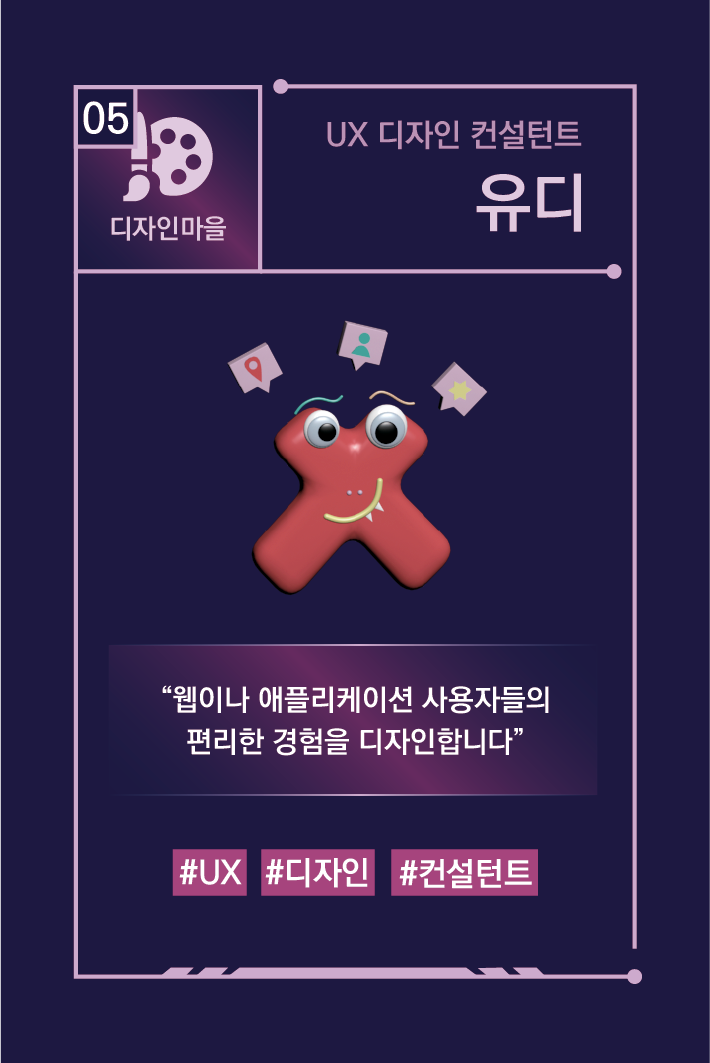 05
디자인마을
UX 디자인 컨설턴트
유디
“웹이나 애플리케이션 사용자들의
편리한 경험을 디자인합니다”
#UX #디자인 #컨설턴트